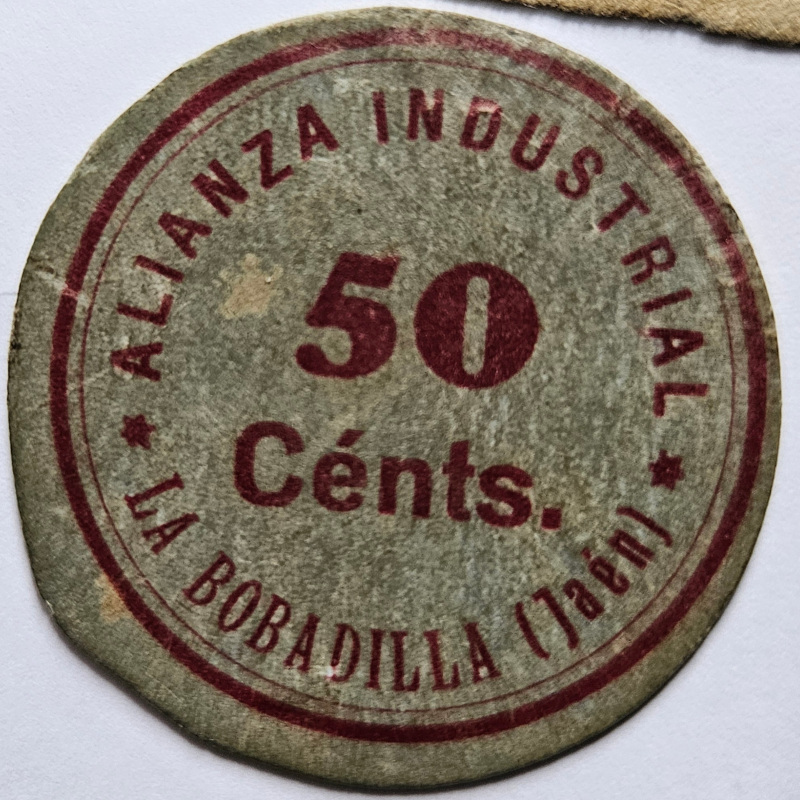 ALIANZA INDUSTRIAL
50
Cénts.
LA BOBADILLA (Jaén)